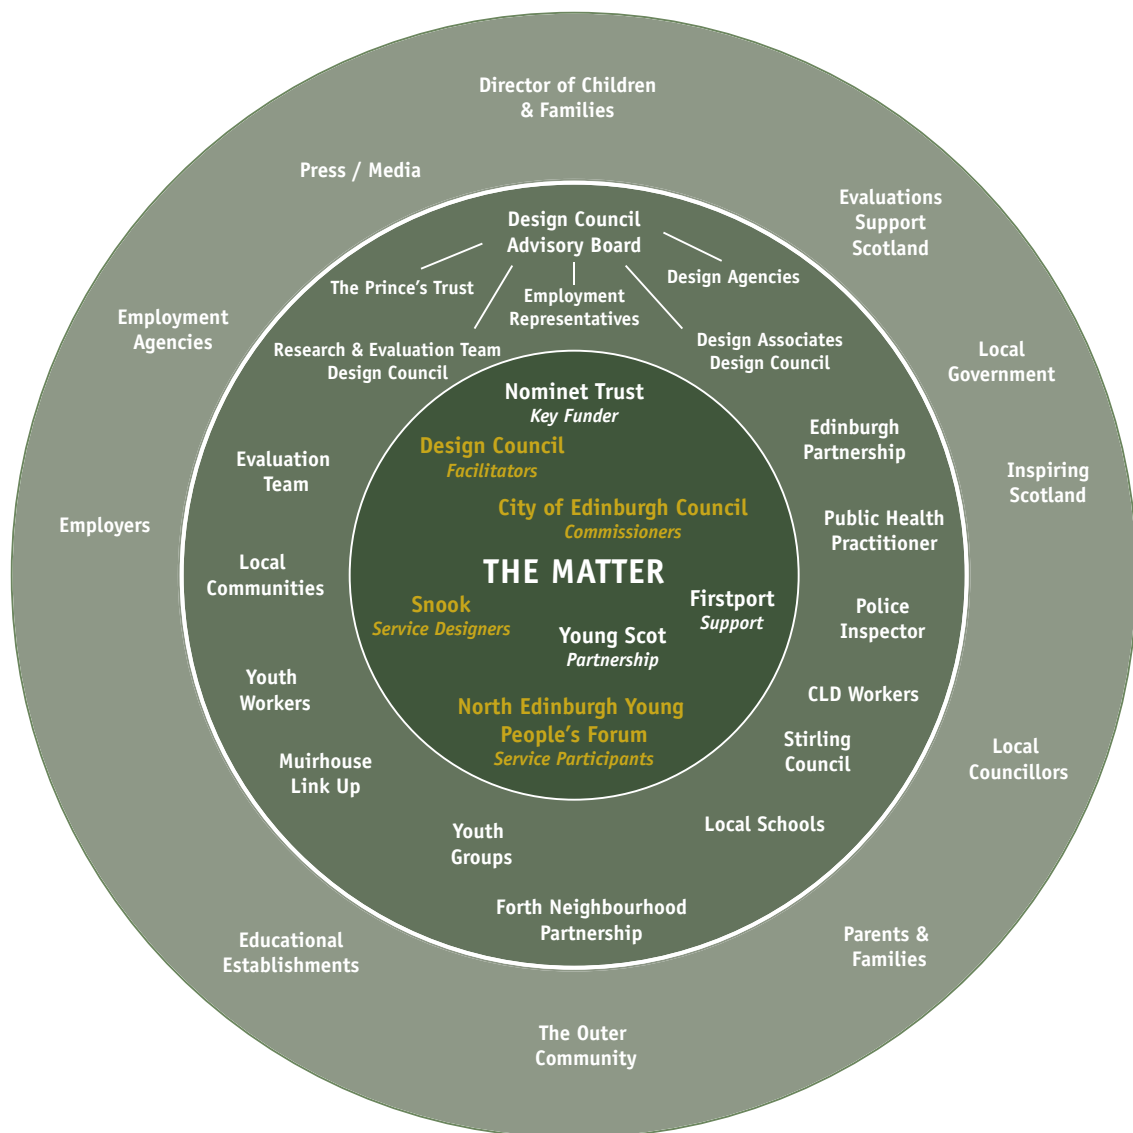 Director of Children
& Families
Press / Media
Evaluations
Support
Scotland
Design Council
Advisory Board
The Prince's Trust
Design Agencies
Employment
Representatives
Employment
Agencies
Research & Evaluation Team
Design Council
Design Associates
Design Council
Local
Government
Nominet Trust
Key Funder
Design Council
Facilitators
Edinburgh
Partnership
Evaluation
Team
Inspiring
Scotland
City of Edinburgh Council
Commissioners
Employers
Public Health
Practitioner
Local
Communities
THE MATTER
Snook
Service Designers
Firstport
Support
Police
Inspector
Young Scot
Partnership
Youth
Workers
CLD Workers
North Edinburgh Young
People's Forum
Service Participants
Stirling
Council
Local
Councillors
Muirhouse
Link Up
Youth
Groups
Local Schools
Forth Neighbourhood
Partnership
Educational
Establishments
Parents &
Families
The Outer
Community